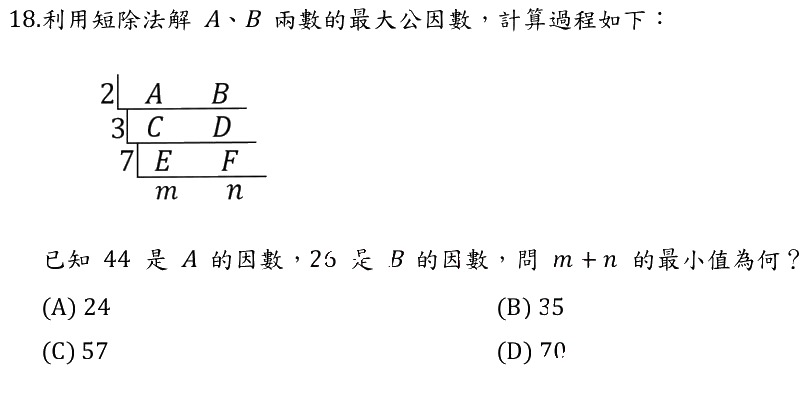 18.利用短除法解 A、B 兩數的最大公因數，計算過程如下：
2 A B
3 C D
7 E F
m n
已知 44 是 A 的因數，26 是 B 的因數，問 m + n 的最小值為何？
(A) 24 (B) 35
(C) 57 (D) 70